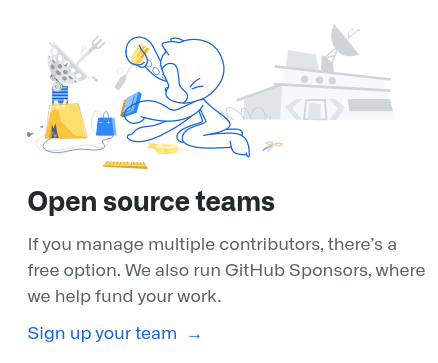 Open source teams
If you manage multiple contributors, there’s a
free option. We also run GitHub Sponsors, where
we help fund your work.
Sign up your team →